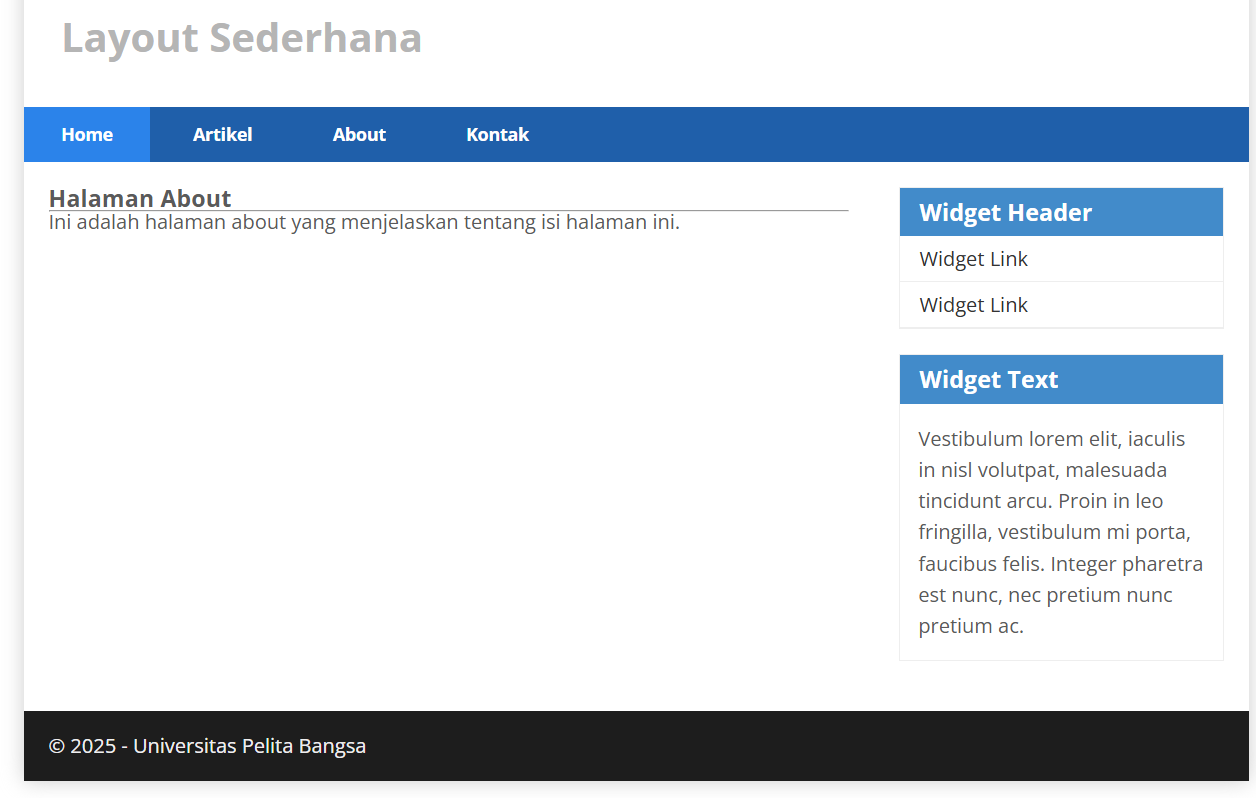 Layout Sederhana
Home Artikel About Kontak
Halaman About
Ini adalah halaman about yang menjelaskan tentang isi halaman ini.
Widget Header
Widget Link
Widget Link
Widget Text
Vestibulum lorem elit, iaculis
in nisl volutpat, malesuada
tincidunt arcu. Proin in leo
fringilla, vestibulum mi porta,
faucibus felis. Integer pharetra
est nunc, nec pretium nunc
pretium ac.
© 2025 - Universitas Pelita Bangsa